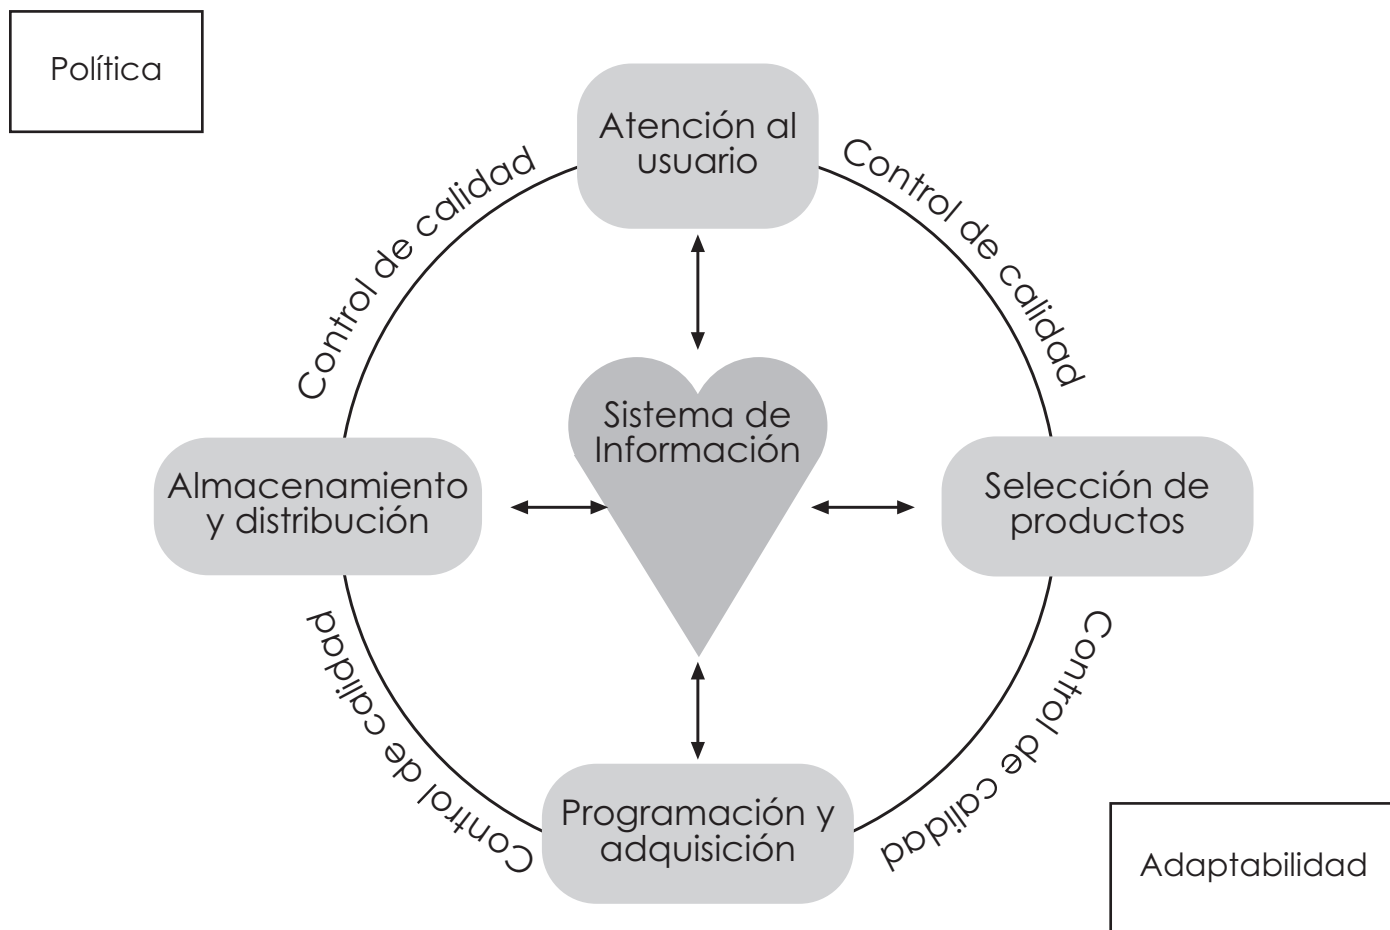 Política
Atención al
usuario
Control de calidad
Control de calidad
Sistema de
Información
Almacenamiento
y distribución
Selección de
productos
Control de calidad
Control de calidad
Programación y
adquisición
Adaptabilidad